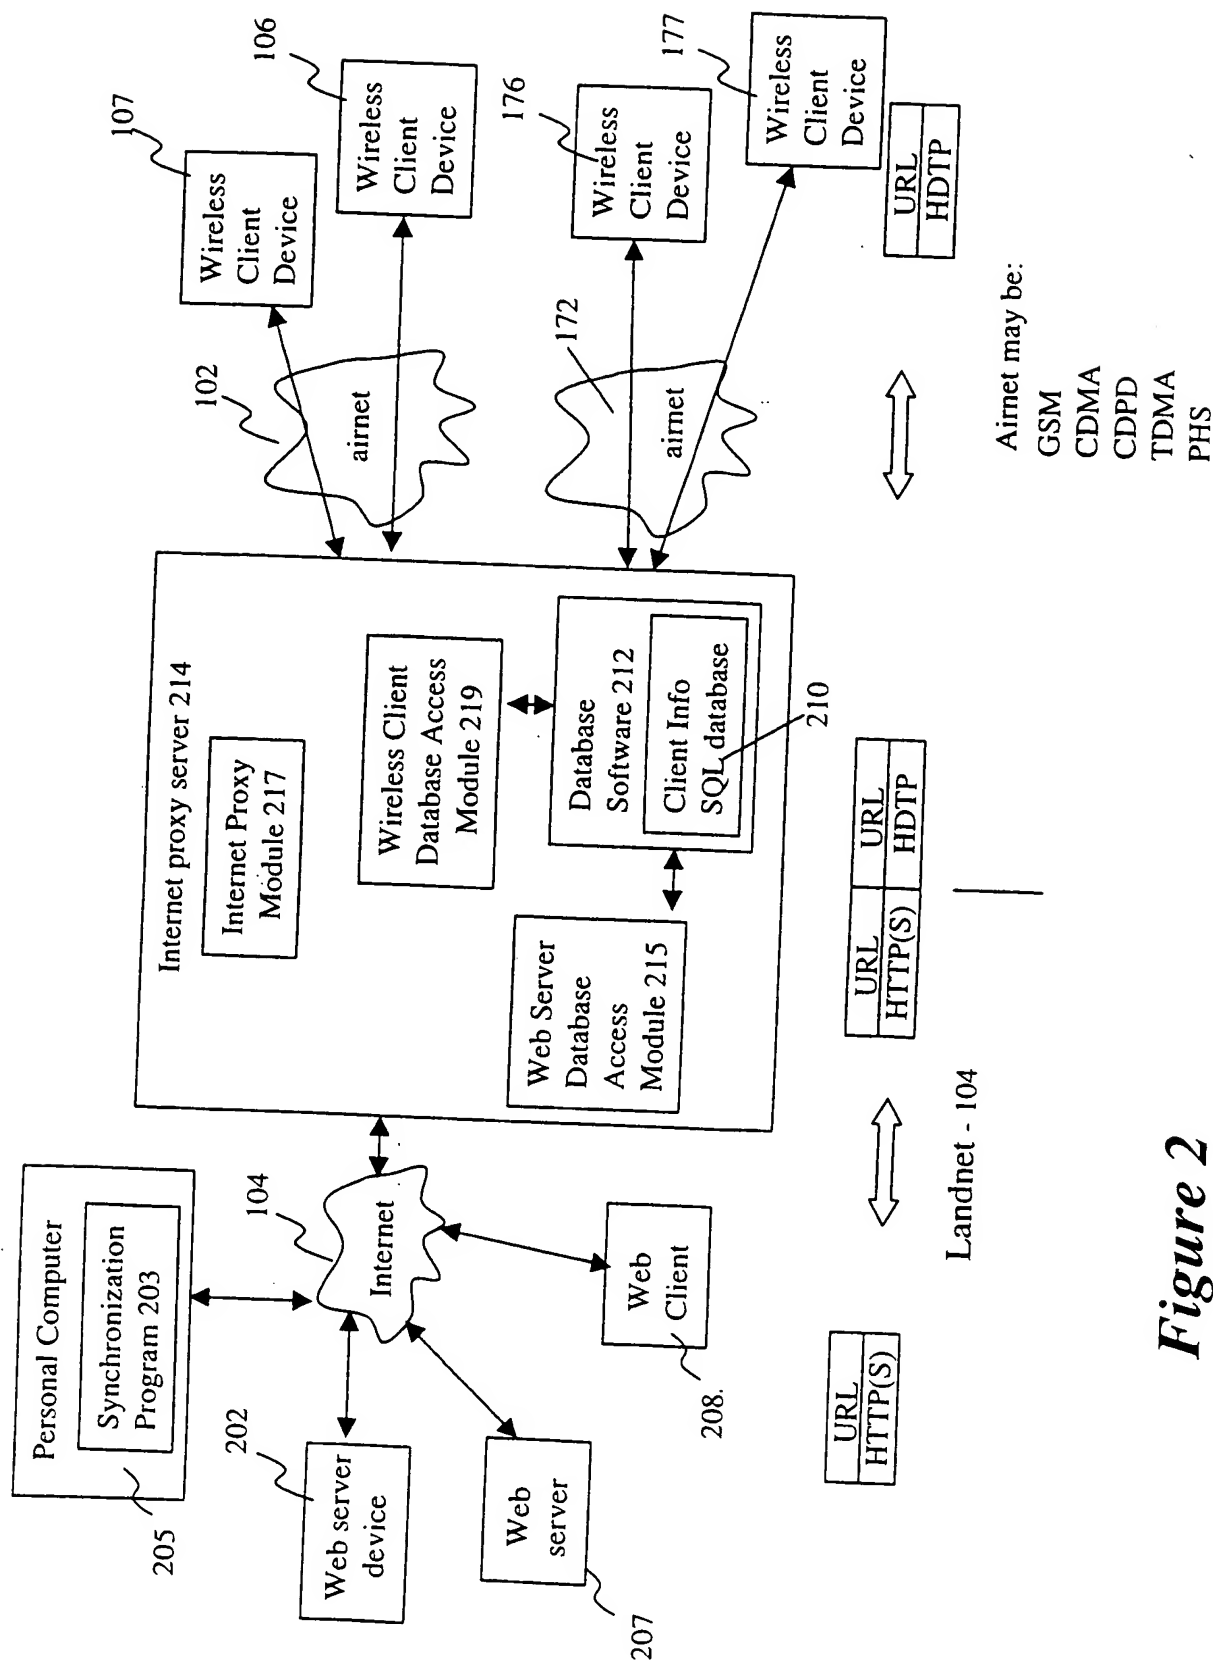 Personal Computer
Synchronization
Program 203
205
202
Web server
device
Web
server
207
104
Internet
Web
Client
208.
Internet proxy server 214
Internet Proxy
Module 217
Wireless Client
Database Access
Module 219
Web Server
Database
Access
Module 215
Database
Software 212
Client Info
SQL database
210
102
airnet
172
airnet
107
Wireless
Client
Device
106
Wireless
Client
Device
176
Wireless
Client
Device
177
Wireless
Client
Device
URL
HTTP(S)
Landnet - 104
URL
HTTP(S)
URL
HDTP
URL
HDTP
Airnet may be:
GSM
CDMA
CDPD
TDMA
PHS
Figure 2